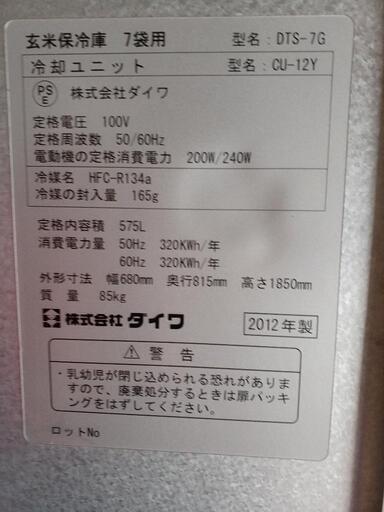 玄米保冷庫 7袋用 型名：DTS-7G
冷却ユニット 型名：CU-12Y
PS
E 株式会社ダイワ
定格電圧 100V
定格周波数 50/60Hz
電動機の定格消費電力 200W/240W
冷媒名 HFC-R134a
冷媒の封入量 165g
定格内容積 575L
消費電力量 50Hz 320KWh/年
60Hz 320KWh/年
外形寸法 幅680mm 奥行815mm 高さ1850mm
質量 85kg
株式会社 ダイワ 2012年製
警告
・乳幼児が閉じ込められる恐れがありま
すので、廃棄処分するときは扉パッキ
ングをはずしてください。
ロットNo